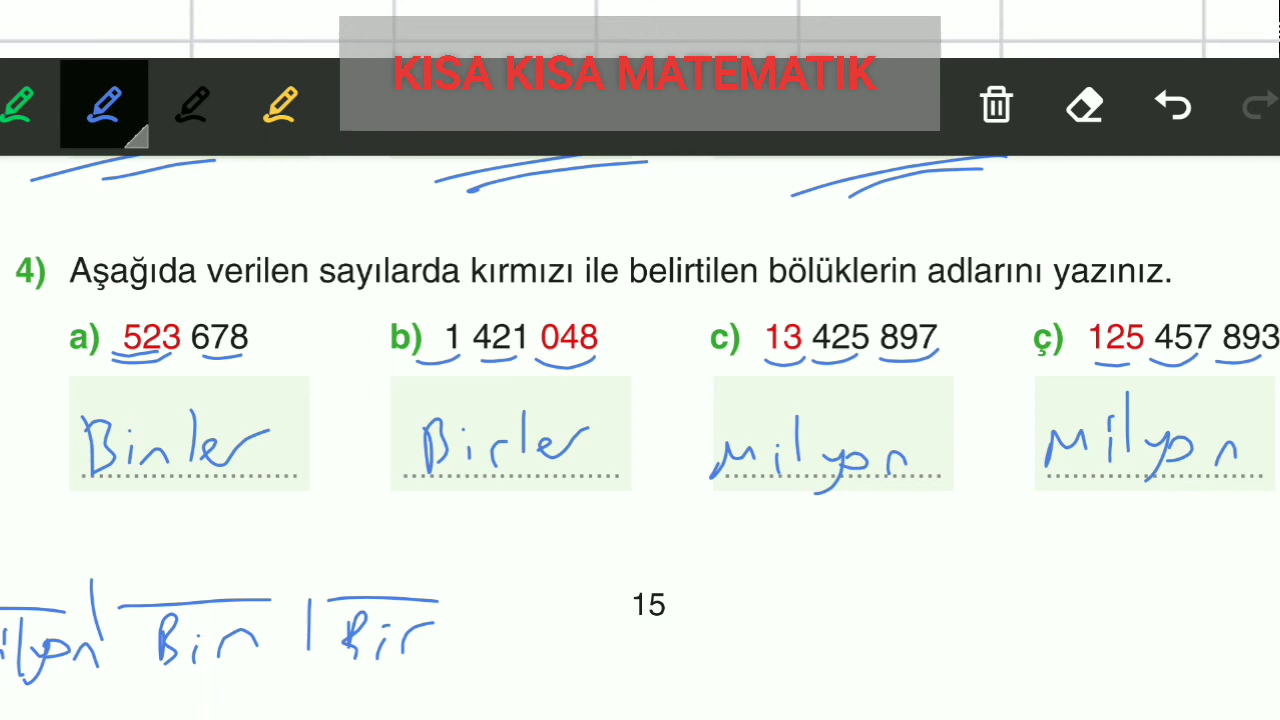 KISA KISA MATEMATIK
4) Aşağıda verilen sayılarda kırmızı ile belirtilen bölüklerin adlarını yazınız.
a) 523 678 b) 1 421 048 c) 13 425 897 ç) 125 457 893
Binler Birler Milyon Milyon
15
ilyon Bin Bir